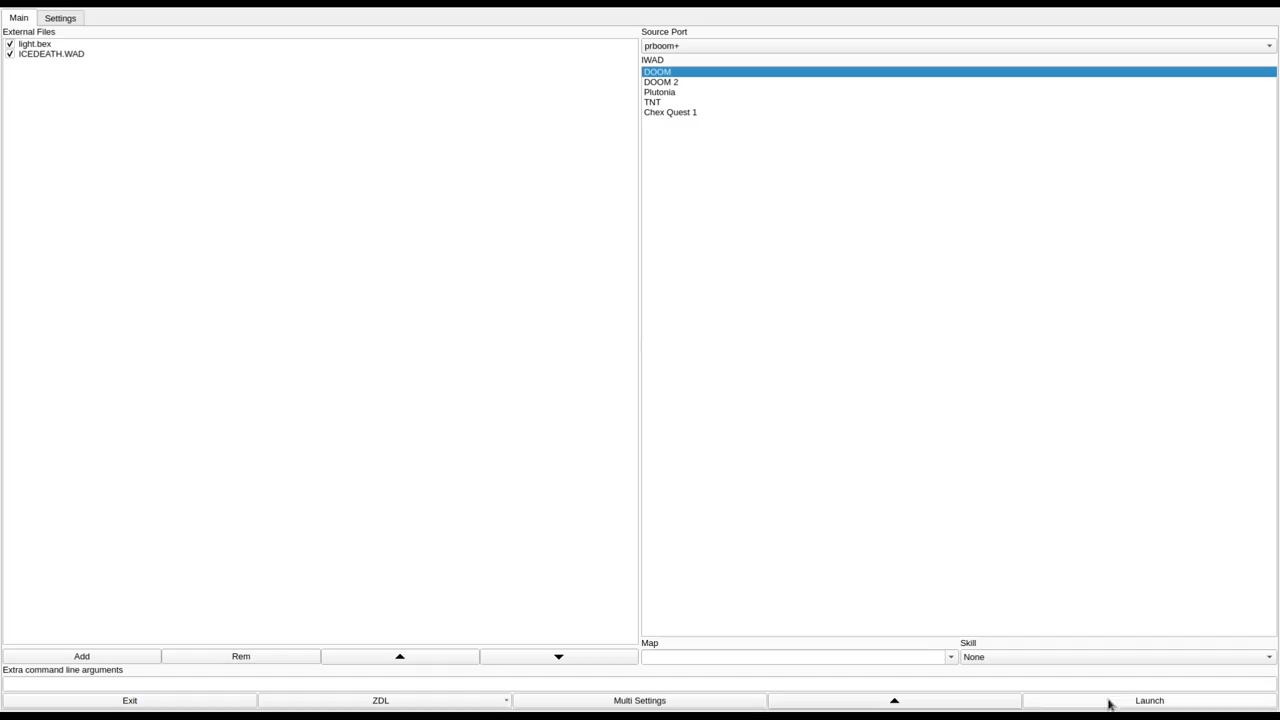 Main Settings
External Files
light.bex
ICEDEATH.WAD
Source Port
prboom+
IWAD
DOOM
DOOM 2
Plutonia
TNT
Chex Quest 1
Map Skill
None
Add Rem
Extra command line arguments
Exit ZDL Multi Settings Launch